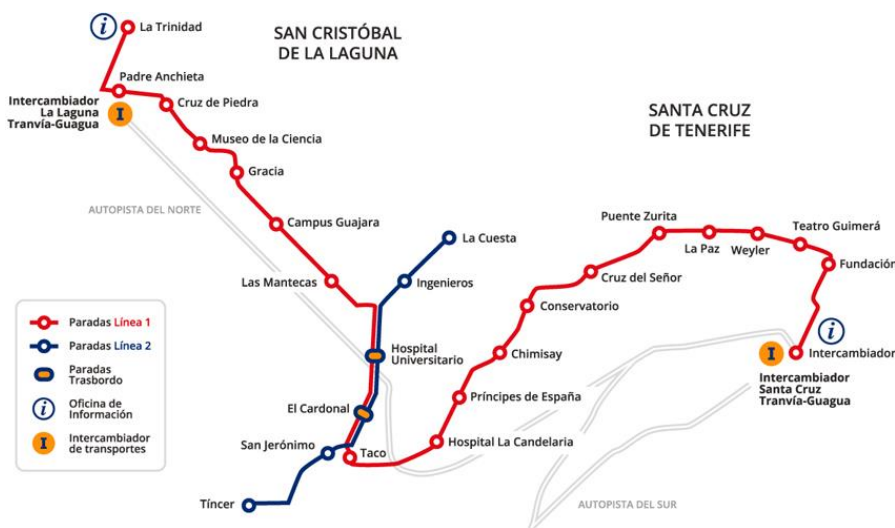 La Trinidad
SAN CRISTÓBAL
DE LA LAGUNA
Padre Anchieta
Intercambiador
La Laguna
Tranvía-Guagua
I
Cruz de Piedra
SANTA CRUZ
DE TENERIFE
Museo de la Ciencia
Gracia
AUTOPISTA DEL NORTE
Campus Guajara
La Cuesta
Puente Zurita
La Paz
Weyler
Teatro Guimerá
Fundación
Las Mantecas
Ingenieros
Cruz del Señor
Conservatorio
Paradas Línea 1
Paradas Línea 2
Paradas
Trasbordo
i
Oficina de
Información
I
Intercambiador
de transportes
Hospital
Universitario
Chimisay
i
Intercambiador
I
Intercambiador
Santa Cruz
Tranvía-Guagua
El Cardonal
Príncipes de España
San Jerónimo
Taco
Hospital La Candelaria
Tíncer
AUTOPISTA DEL SUR
i